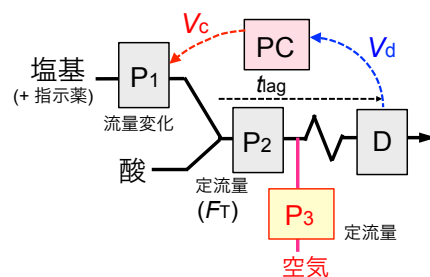 Vc
PC
Vd
塩基
(+ 指示薬)
P1
流量変化
tlag
酸
P2
D
定流量
(FT)
P3
定流量
空気